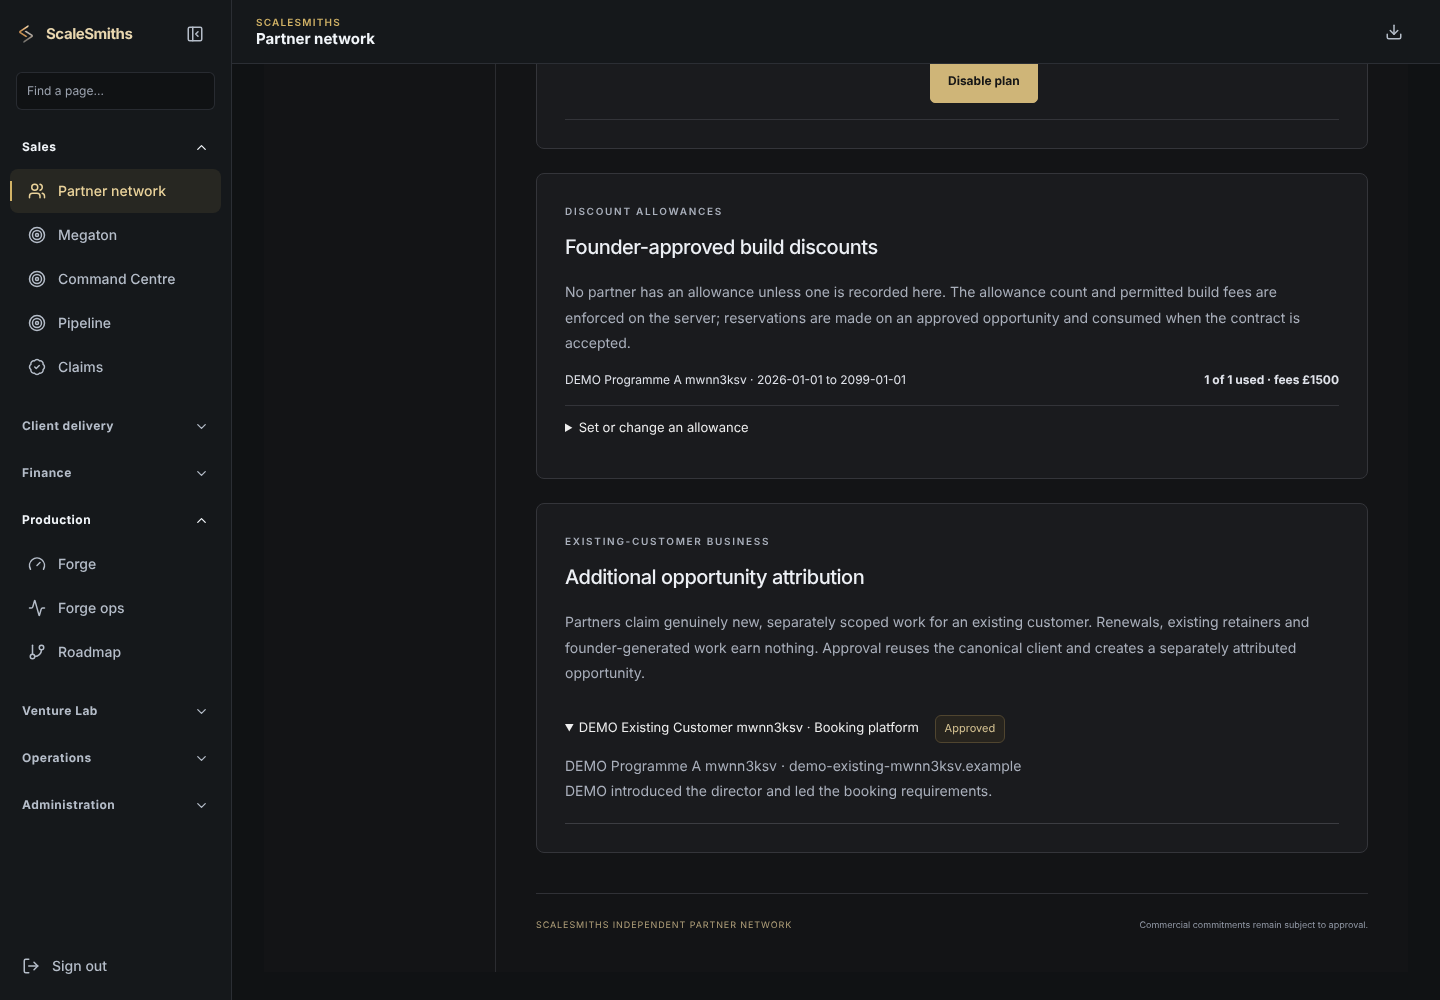 ScaleSmiths
Find a page...
Sales
Partner network
Megaton
Command Centre
Pipeline
Claims
Client delivery
Finance
Production
Forge
Forge ops
Roadmap
Venture Lab
Operations
Administration
Sign out
SCALESMITHS
Partner network
Disable plan
DISCOUNT ALLOWANCES
Founder-approved build discounts
No partner has an allowance unless one is recorded here. The allowance count and permitted build fees are
enforced on the server; reservations are made on an approved opportunity and consumed when the contract is
accepted.
DEMO Programme A mwnn3ksv · 2026-01-01 to 2099-01-01
1 of 1 used · fees £1500
Set or change an allowance
EXISTING-CUSTOMER BUSINESS
Additional opportunity attribution
Partners claim genuinely new, separately scoped work for an existing customer. Renewals, existing retainers and
founder-generated work earn nothing. Approval reuses the canonical client and creates a separately attributed
opportunity.
DEMO Existing Customer mwnn3ksv · Booking platform
Approved
DEMO Programme A mwnn3ksv · demo-existing-mwnn3ksv.example
DEMO introduced the director and led the booking requirements.
SCALESMITHS INDEPENDENT PARTNER NETWORK
Commercial commitments remain subject to approval.